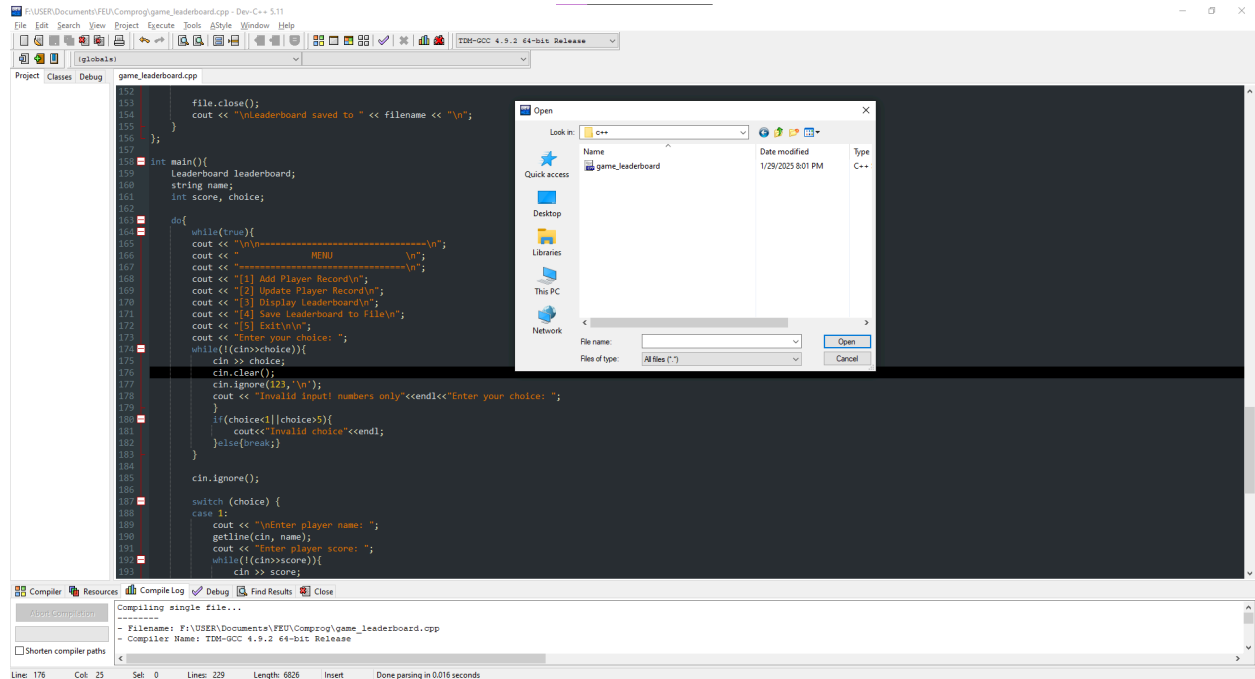 F:\USER\Documents\FEU\Comprog\game_leaderboard.cpp - Dev-C++ 5.11
File Edit Search View Project Execute Tools AStyle Window Help
TDM-GCC 4.9.2 64-bit Release
(globals)
Project Classes Debug game_leaderboard.cpp
152
153 file.close();
154 cout << "\nLeaderboard saved to " << filename << "\n";
155 }
156 };
157
158 int main(){
159 Leaderboard leaderboard;
160 string name;
161 int score, choice;
162
163 do{
164 while(true){
165 cout << "\n\n================================\n";
166 cout << " MENU \n";
167 cout << "================================\n";
168 cout << "[1] Add Player Record\n";
169 cout << "[2] Update Player Record\n";
170 cout << "[3] Display Leaderboard\n";
171 cout << "[4] Save Leaderboard to File\n";
172 cout << "[5] Exit\n\n";
173 cout << "Enter your choice: ";
174 while(!(cin>>choice)){
175 cin >> choice;
176 cin.clear();
177 cin.ignore(123,'\n');
178 cout << "Invalid input! numbers only"<<endl<<"Enter your choice: ";
179 }
180 if(choice<1||choice>5){
181 cout<<"Invalid choice"<<endl;
182 }else{break;}
183 }
184
185 cin.ignore();
186
187 switch (choice) {
188 case 1:
189 cout << "\nEnter player name: ";
190 getline(cin, name);
191 cout << "Enter player score: ";
192 while(!(cin>>score)){
193 cin >> score;
Open
Look in: c++
Name Date modified Type
game_leaderboard 1/29/2025 8:01 PM C++
Quick access
Desktop
Libraries
This PC
Network
File name: Open
Files of type: All files (*.*) Cancel
Compiler Resources Compile Log Debug Find Results Close
Abort Compilation
Shorten compiler paths
Compiling single file...
--------
- Filename: F:\USER\Documents\FEU\Comprog\game_leaderboard.cpp
- Compiler Name: TDM-GCC 4.9.2 64-bit Release
Line: 176 Col: 25 Sel: 0 Lines: 229 Length: 6826 Insert Done parsing in 0.016 seconds